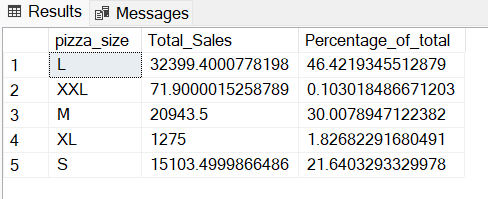 Results Messages
pizza_size Total_Sales Percentage_of_total
1 L 32399.4000778198 46.4219345512879
2 XXL 71.9000015258789 0.103018486671203
3 M 20943.5 30.0078947122382
4 XL 1275 1.82682291680491
5 S 15103.4999866486 21.6403293329978